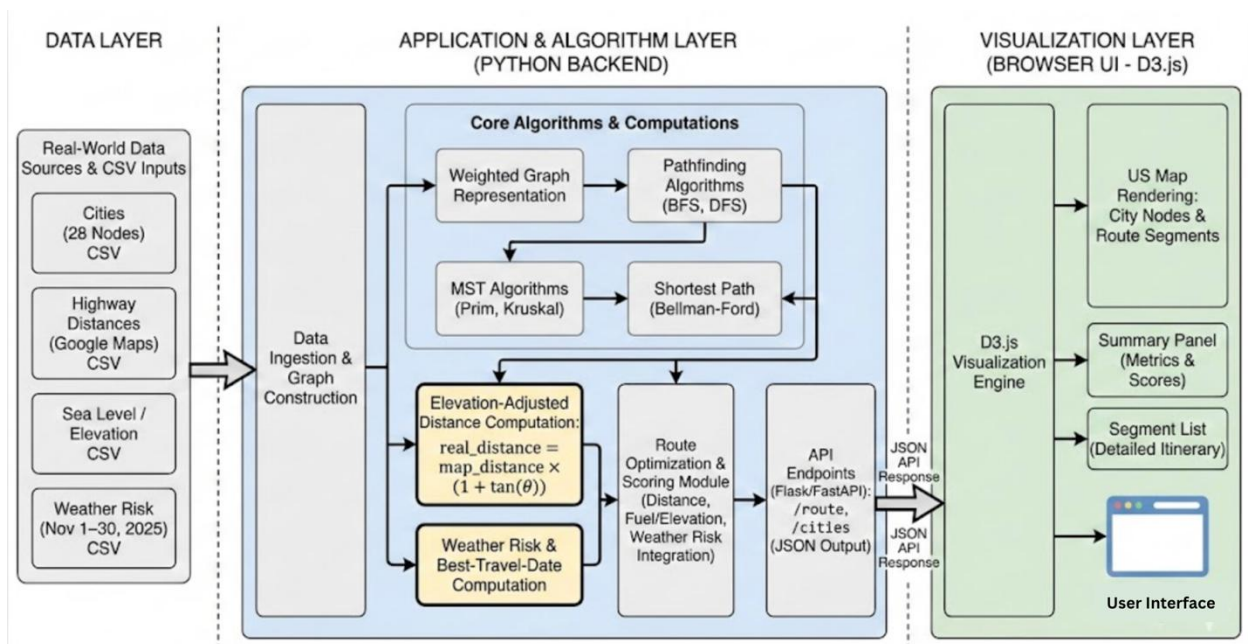 DATA LAYER
Real-World Data
Sources & CSV Inputs
Cities
(28 Nodes)
CSV
Highway
Distances
(Google Maps)
CSV
Sea Level /
Elevation
CSV
Weather Risk
(Nov 1–30, 2025)
CSV
APPLICATION & ALGORITHM LAYER
(PYTHON BACKEND)
Data
Ingestion &
Graph
Construction
Core Algorithms & Computations
Weighted Graph
Representation
Pathfinding
Algorithms
(BFS, DFS)
MST Algorithms
(Prim, Kruskal)
Shortest Path
(Bellman-Ford)
Elevation-Adjusted
Distance Computation:
real_distance =
map_distance ×
(1 + tan(θ))
Weather Risk &
Best-Travel-Date
Computation
Route
Optimization &
Scoring Module
(Distance,
Fuel/Elevation,
Weather Risk
Integration)
API
Endpoints
(Flask/FastAPI):
/route,
/cities
(JSON Output)
JSON
API
Response
JSON
API
Response
VISUALIZATION LAYER
(BROWSER UI - D3.js)
D3.js
Visualization
Engine
US Map
Rendering:
City Nodes &
Route Segments
Summary Panel
(Metrics &
Scores)
Segment List
(Detailed Itinerary)
User Interface